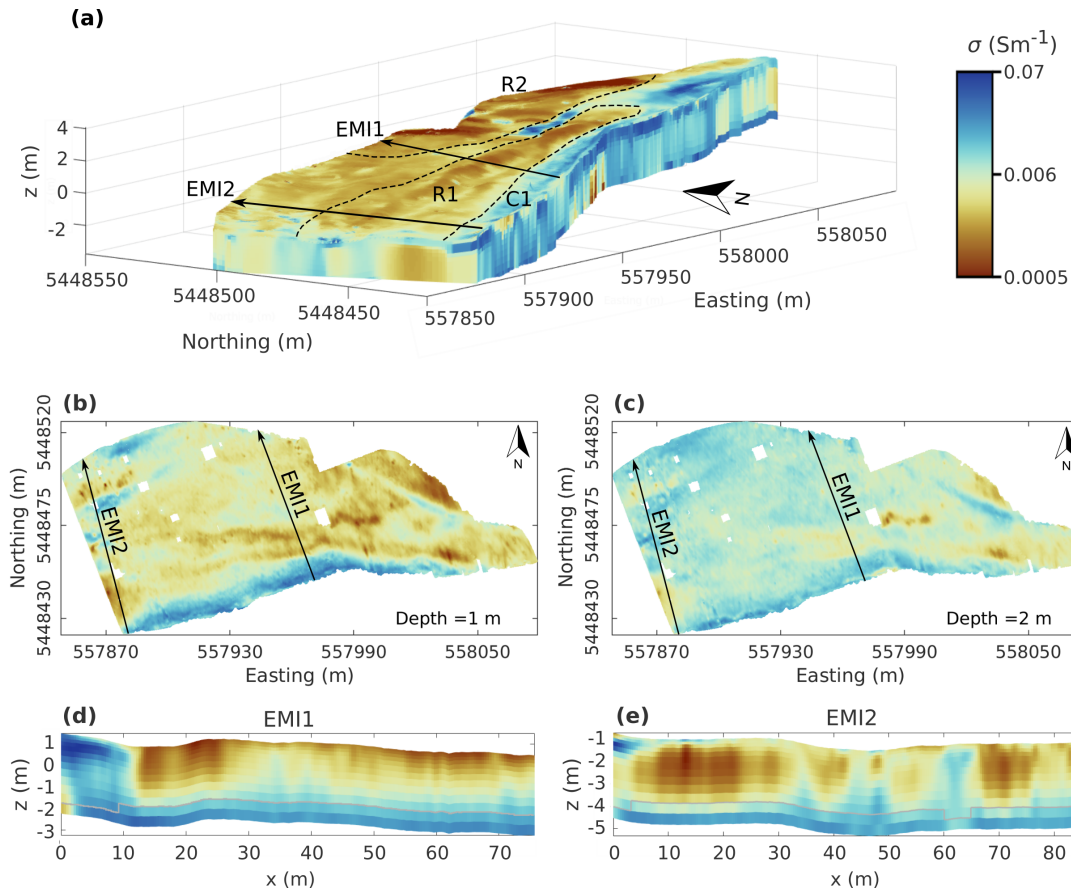 (a)
σ (Sm-1)
0.07
0.006
0.0005
R2
EMI1
EMI2
R1
C1
N
4
2
0
-2
z (m)
5448550
5448500
5448450
Northing (m)
557850
557900
557950
558000
558050
Easting (m)
(b)
5448520
5448475
5448430
Northing (m)
N
EMI1
EMI2
Depth =1 m
557870
557930
557990
558050
Easting (m)
(c)
5448520
5448475
5448430
Northing (m)
N
EMI1
EMI2
Depth =2 m
557870
557930
557990
558050
Easting (m)
(d)
EMI1
1
0
-1
-2
-3
z (m)
0
10
20
30
40
50
60
70
x (m)
(e)
EMI2
-1
-2
-3
-4
-5
z (m)
0
10
20
30
40
50
60
70
80
x (m)